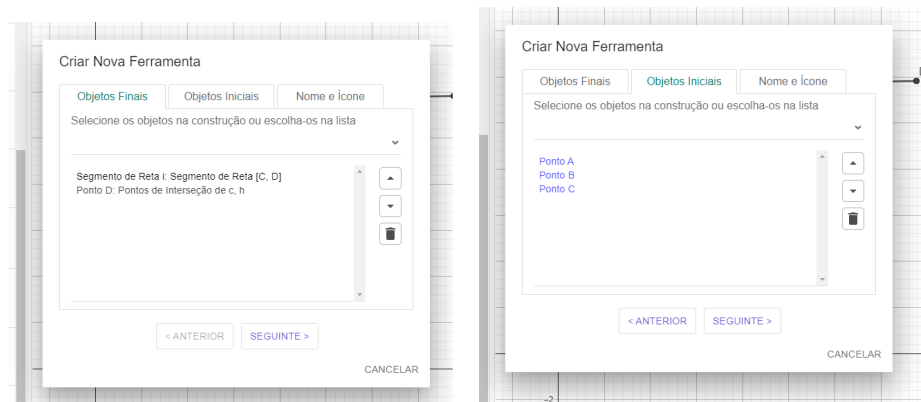 Criar Nova Ferramenta
Objetos Finais
Objetos Iniciais
Nome e Ícone
Selecione os objetos na construção ou escolha-os na lista
Segmento de Reta i: Segmento de Reta [C, D]
Ponto D: Pontos de Interseção de c, h
< ANTERIOR
SEGUINTE >
CANCELAR
Criar Nova Ferramenta
Objetos Finais
Objetos Iniciais
Nome e Ícone
Selecione os objetos na construção ou escolha-os na lista
Ponto A
Ponto B
Ponto C
< ANTERIOR
SEGUINTE >
CANCELAR
-2